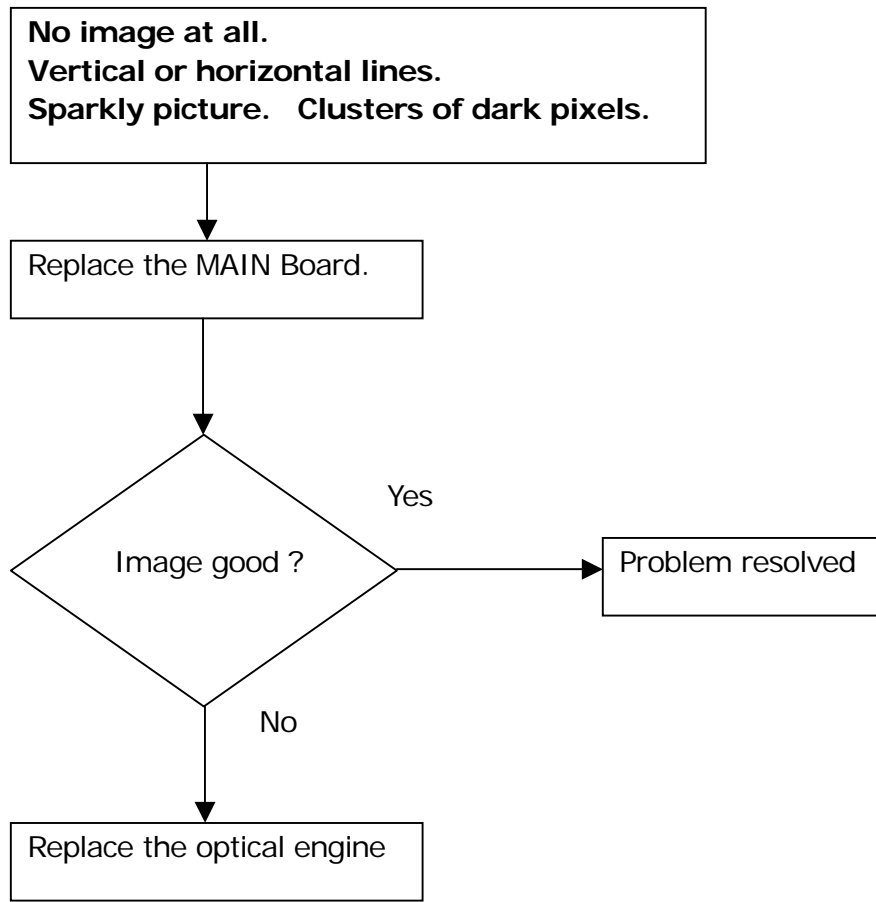 No image at all.
Vertical or horizontal lines.
Sparkly picture.   Clusters of dark pixels.
Replace the MAIN Board.
Image good ?
Yes
Problem resolved
No
Replace the optical engine